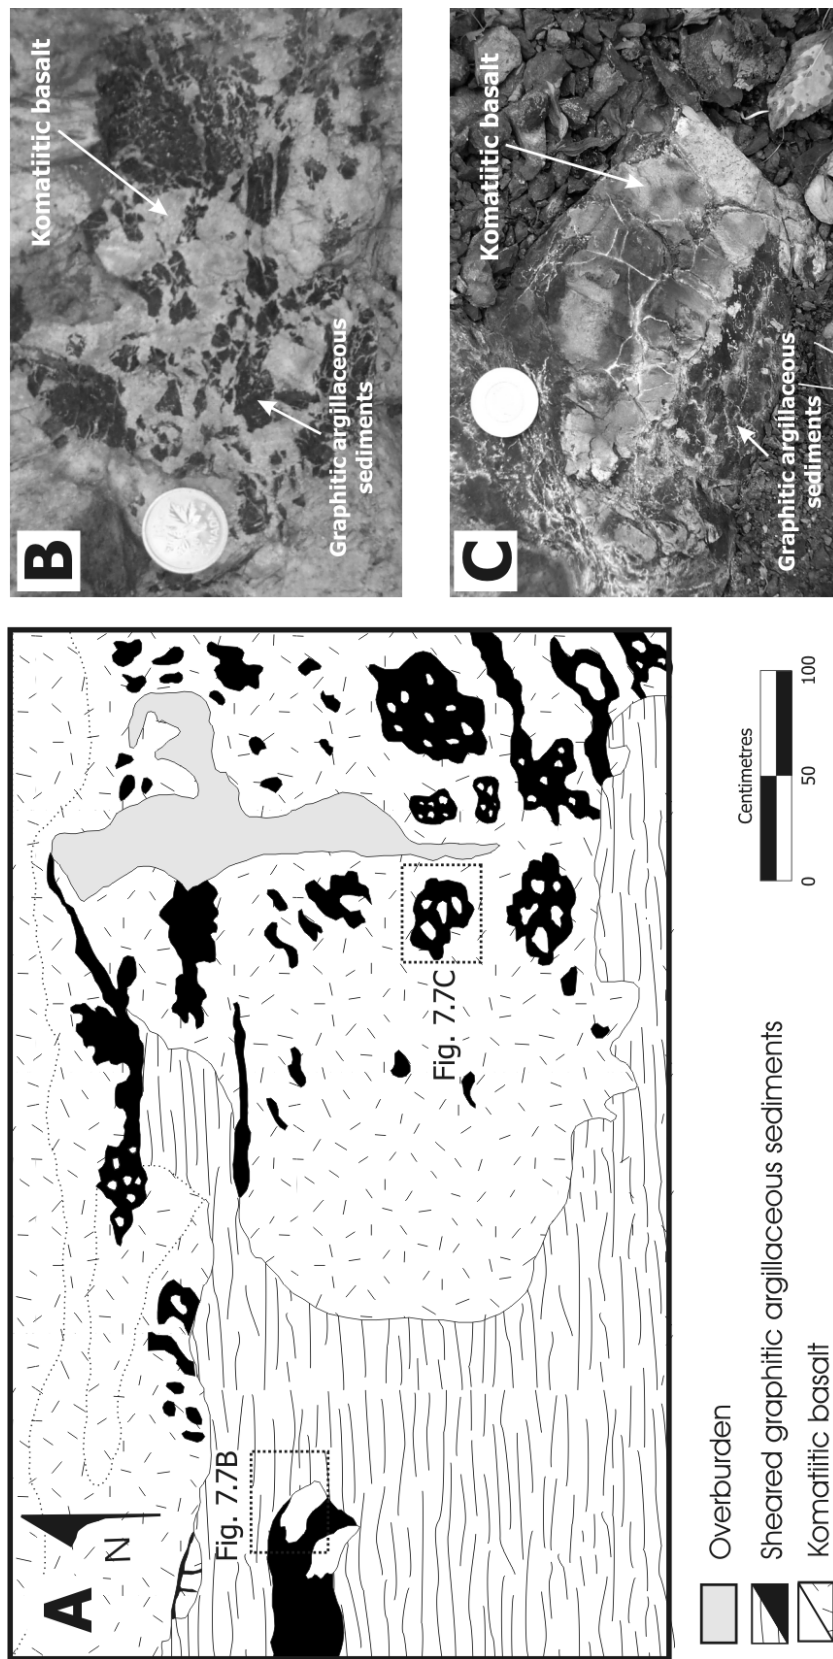 A
N
Fig. 7.7B
Fig. 7.7C
Overburden
Sheared graphitic argillaceous sediments
Komatiitic basalt
Centimetres
0 50 100
B
Komatiitic basalt
Graphitic argillaceous
sediments
C
Komatiitic basalt
Graphitic argillaceous
sediments